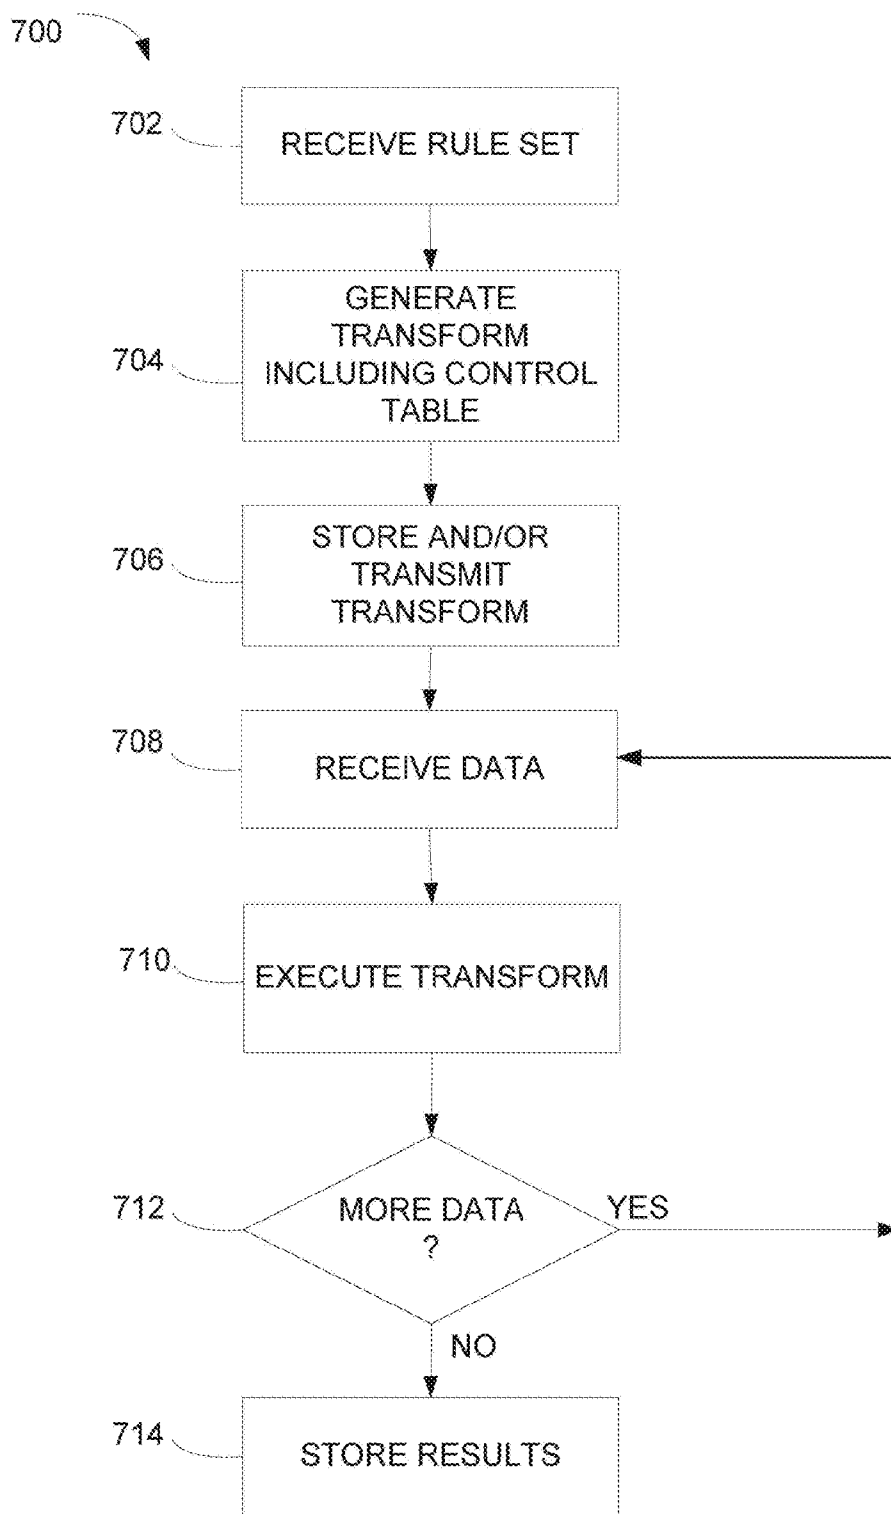 700
702
RECEIVE RULE SET
704
GENERATE
TRANSFORM
INCLUDING CONTROL
TABLE
706
STORE AND/OR
TRANSMIT
TRANSFORM
708
RECEIVE DATA
710
EXECUTE TRANSFORM
712
MORE DATA
?
YES
NO
714
STORE RESULTS